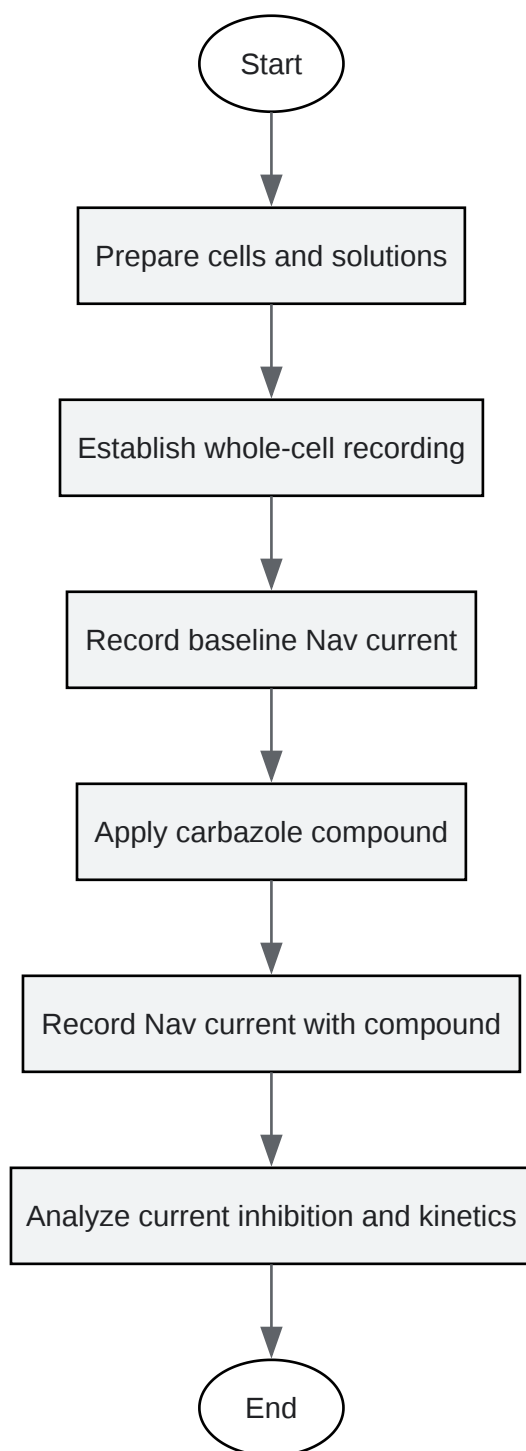 Start
Prepare cells and solutions
Establish whole-cell recording
Record baseline Nav current
Apply carbazole compound
Record Nav current with compound
Analyze current inhibition and kinetics
End